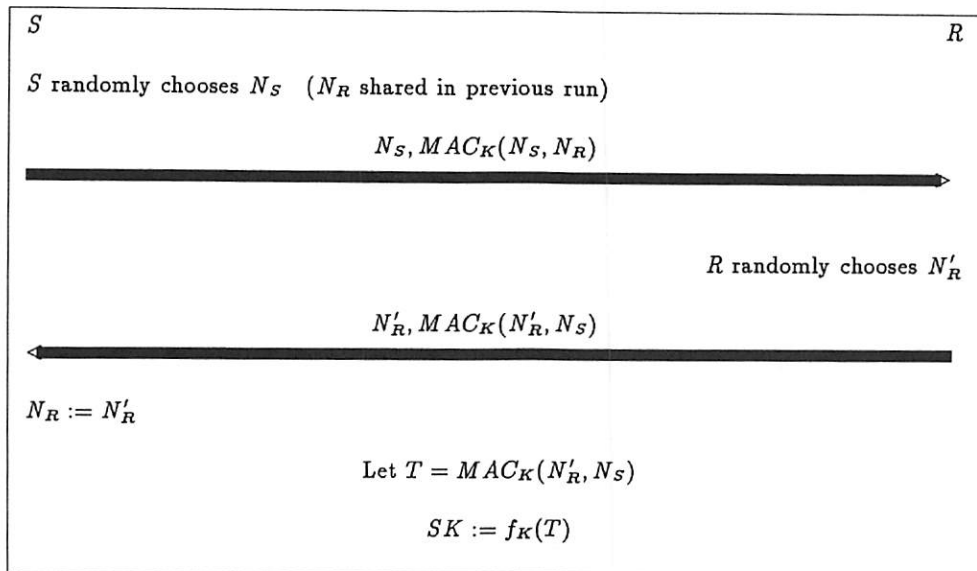 S R
S randomly chooses N_S (N_R shared in previous run)
N_S, MAC_K(N_S, N_R)
R randomly chooses N'_R
N'_R, MAC_K(N'_R, N_S)
N_R := N'_R
Let T = MAC_K(N'_R, N_S)
SK := f_K(T)